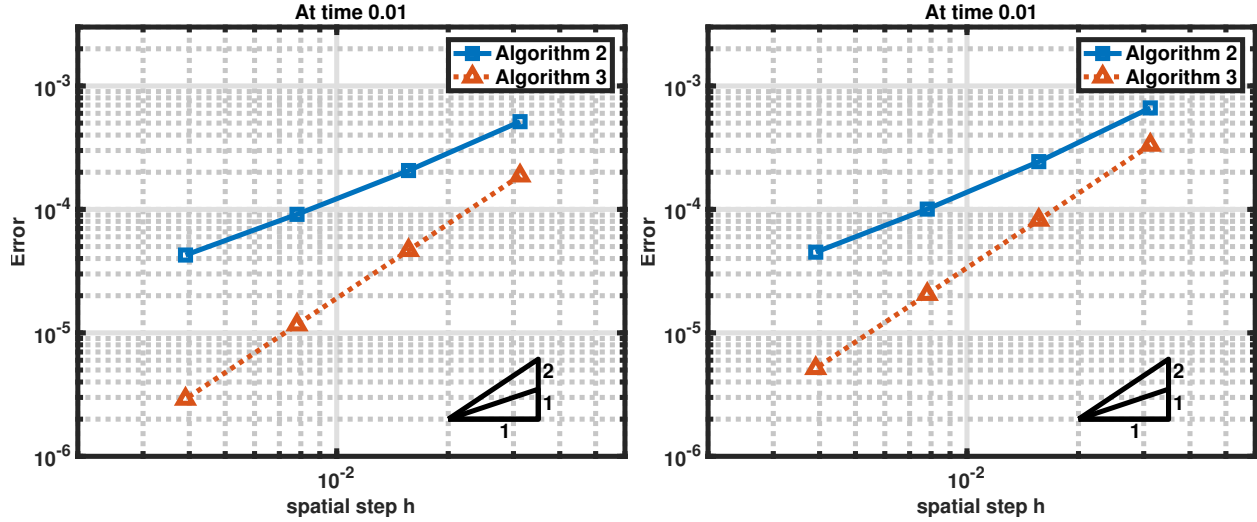 At time 0.01
Algorithm 2
Algorithm 3
10^-3
10^-4
10^-5
10^-6
Error
2
1
1
10^-2
spatial step h
At time 0.01
Algorithm 2
Algorithm 3
10^-3
10^-4
10^-5
10^-6
Error
2
1
1
10^-2
spatial step h